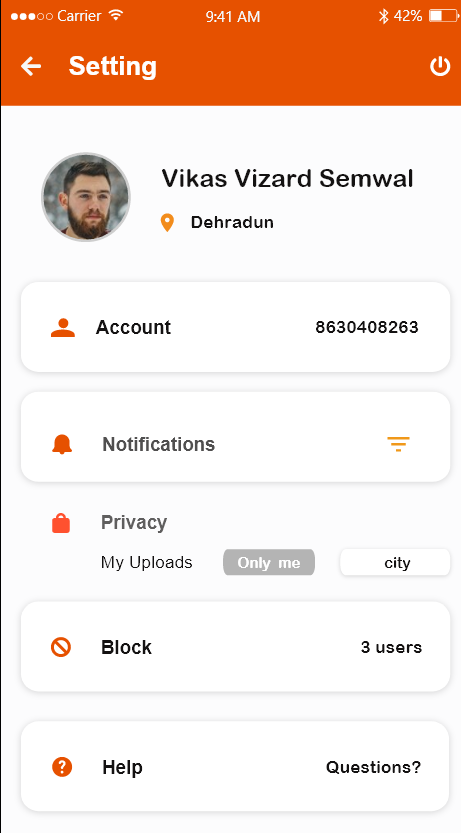 Carrier 9:41 AM 42%
Setting
Vikas Vizard Semwal
Dehradun
Account 8630408263
Notifications
Privacy
My Uploads Only me city
Block 3 users
Help Questions?